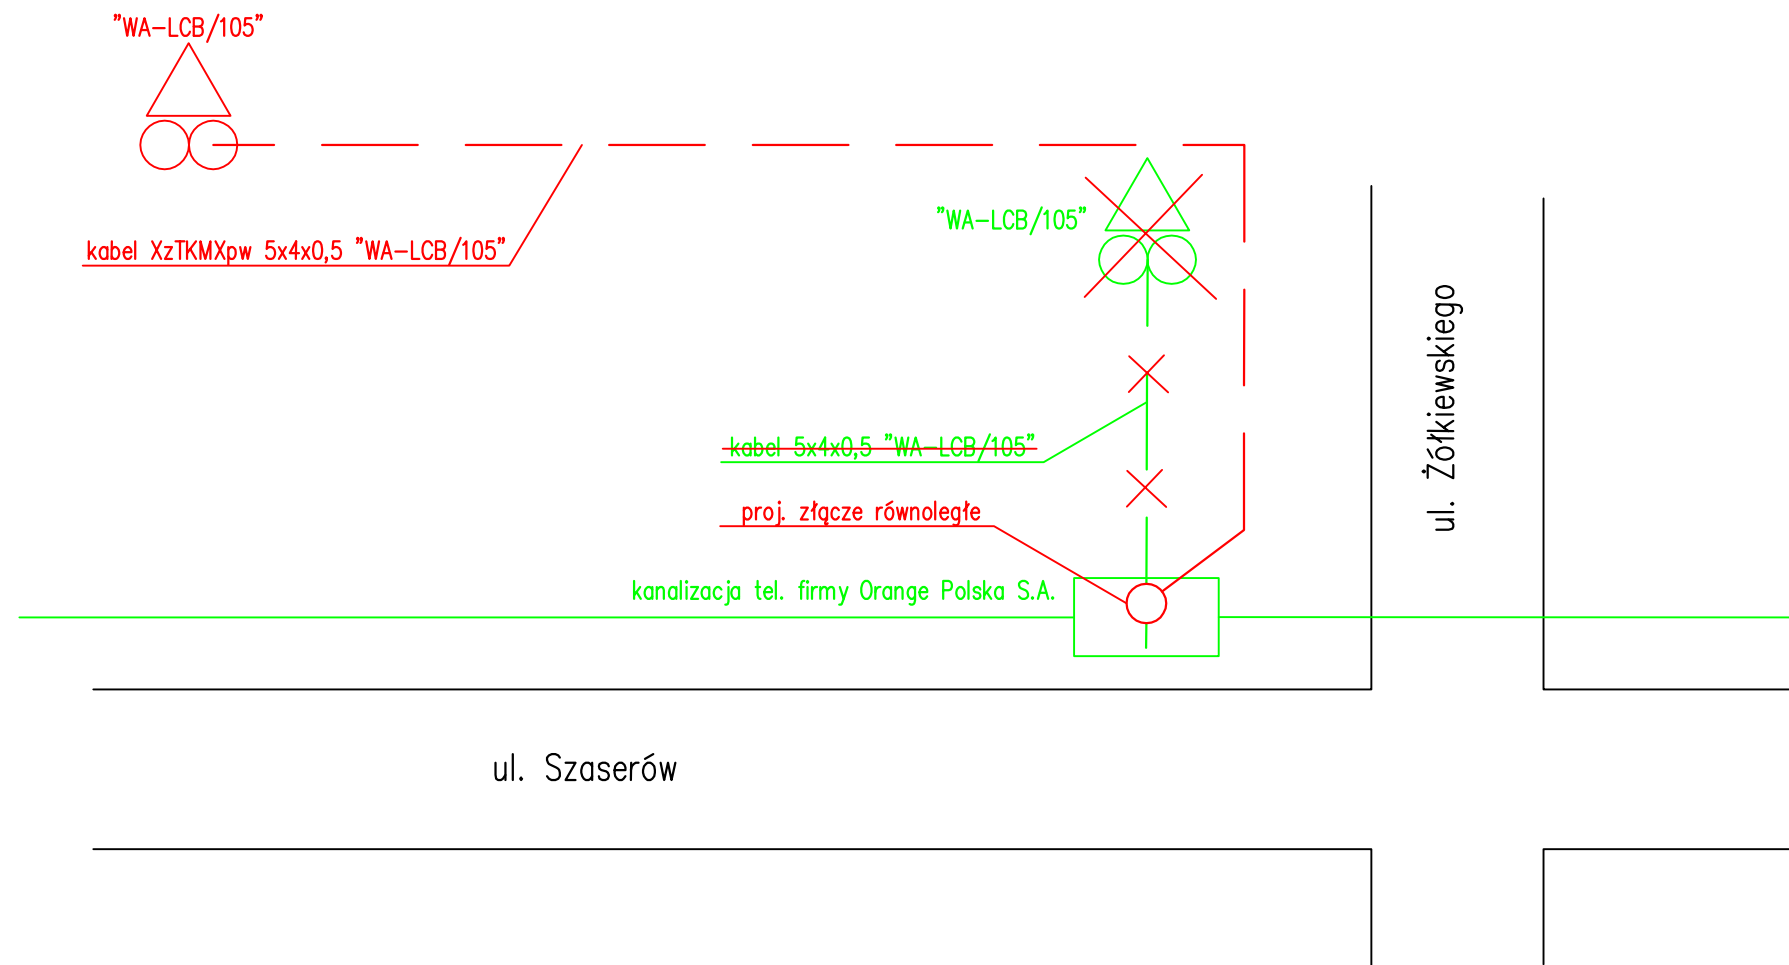 "WA-LCB/105"
kabel XzTKMXpw 5x4x0,5 "WA-LCB/105"
"WA-LCB/105"
kabel 5x4x0,5 "WA-LCB/105"
proj. złącze równoległe
kanalizacja tel. firmy Orange Polska S.A.
ul. Żółkiewskiego
ul. Szaserów